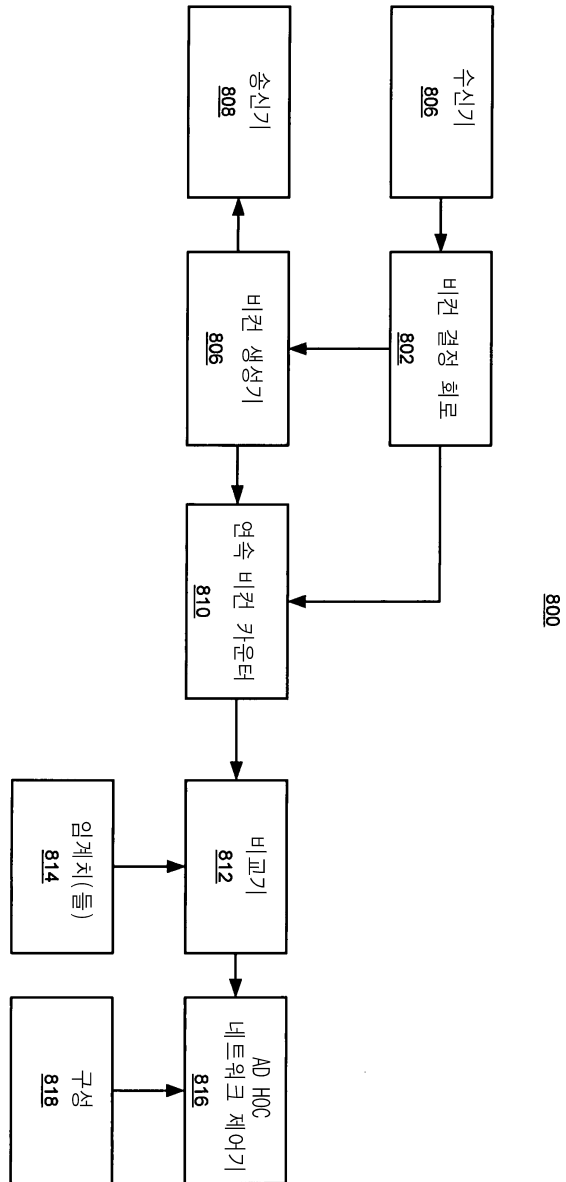 800
수신기
806
비컨 결정 회로
802
송신기
808
비컨 생성기
806
연속 비컨 카운터
810
비교기
812
AD HOC
네트워크 제어기
816
임계치(들)
814
구성
818